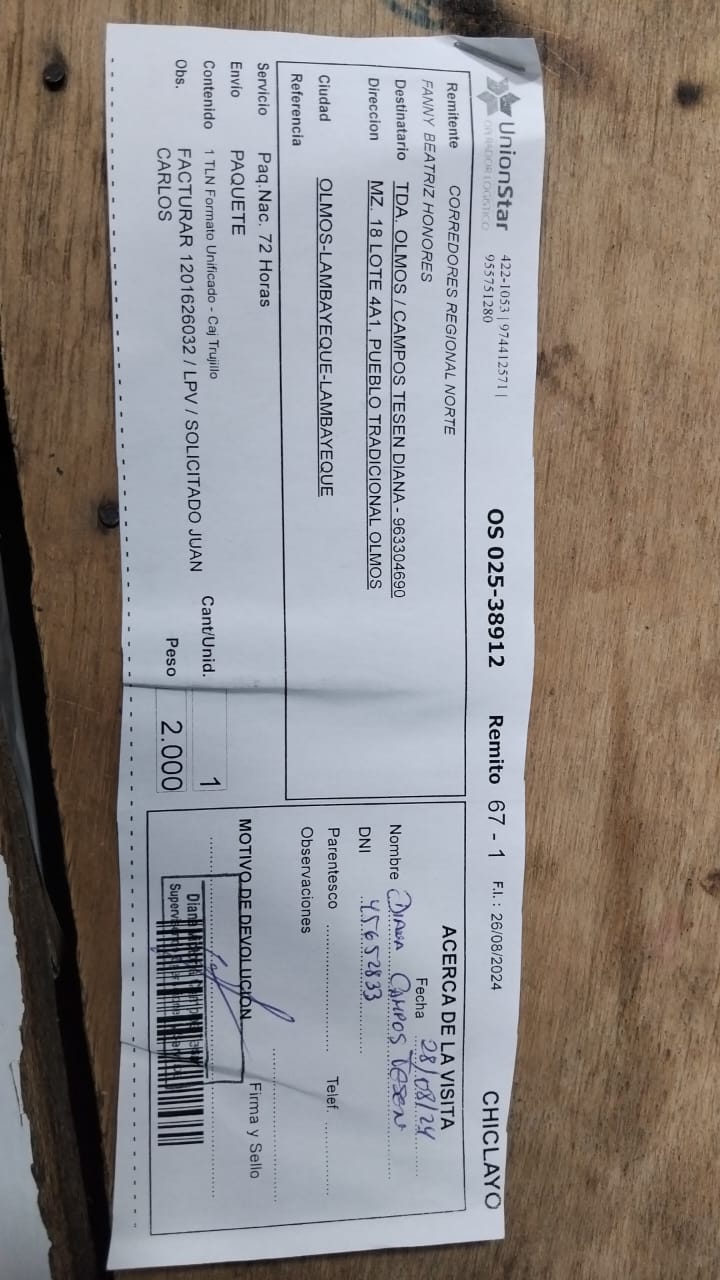 UnionStar
OPERADOR LOGISTICO
422-1053 | 974412571 |
955751280
OS 025-38912
Remito 67 - 1
F.I.: 26/08/2024
CHICLAYO
Remitente CORREDORES REGIONAL NORTE
FANNY BEATRIZ HONORES
Destinatario TDA. OLMOS / CAMPOS TESEN DIANA - 963304690
Direccion MZ. 18 LOTE 4A1. PUEBLO TRADICIONAL OLMOS
Ciudad OLMOS-LAMBAYEQUE-LAMBAYEQUE
Referencia
Servicio Paq.Nac. 72 Horas
Envio PAQUETE
Contenido 1 TLN Formato Unificado - Caj Trujillo
Obs. FACTURAR 1201626032 / LPV / SOLICITADO JUAN
CARLOS
Cant/Unid. 1
Peso 2.000
ACERCA DE LA VISITA
Fecha 28/08/24
Nombre DIANA CAMPOS TESEN
DNI 45652833
Parentesco Telef.
Observaciones
MOTIVO DE DEVOLUCION
Firma y Sello
Diana